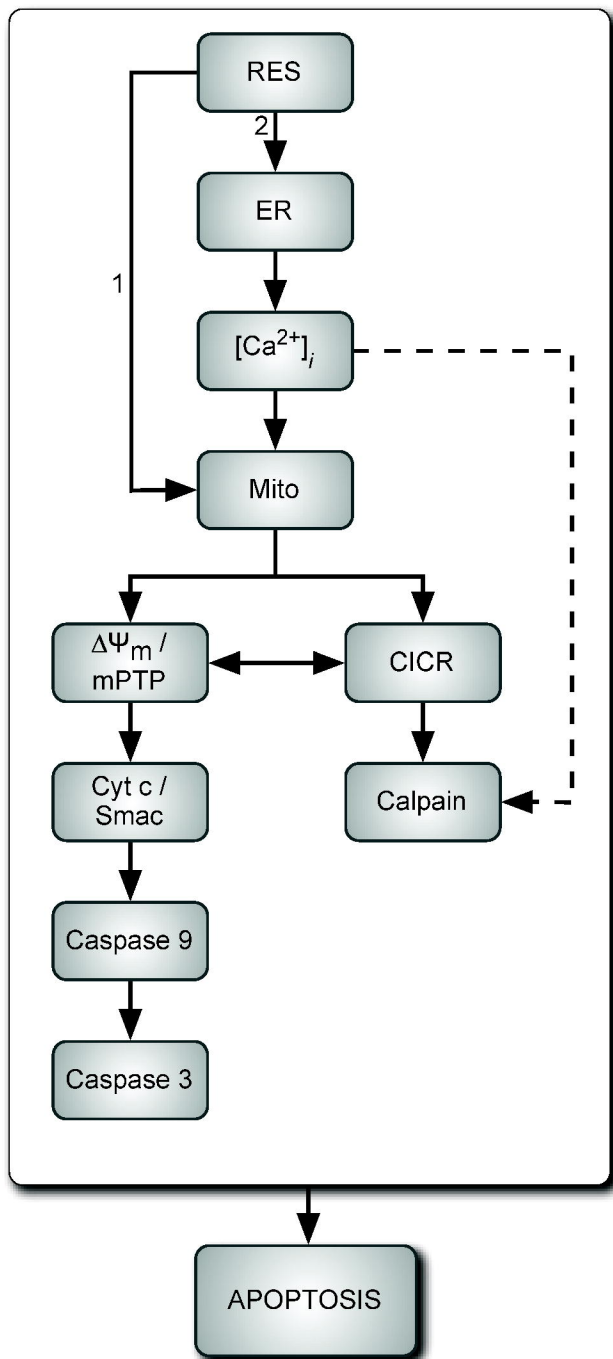 RES
2
ER
1
[Ca²⁺]ᵢ
Mito
ΔΨm /
mPTP
CICR
Cyt c /
Smac
Calpain
Caspase 9
Caspase 3
APOPTOSIS